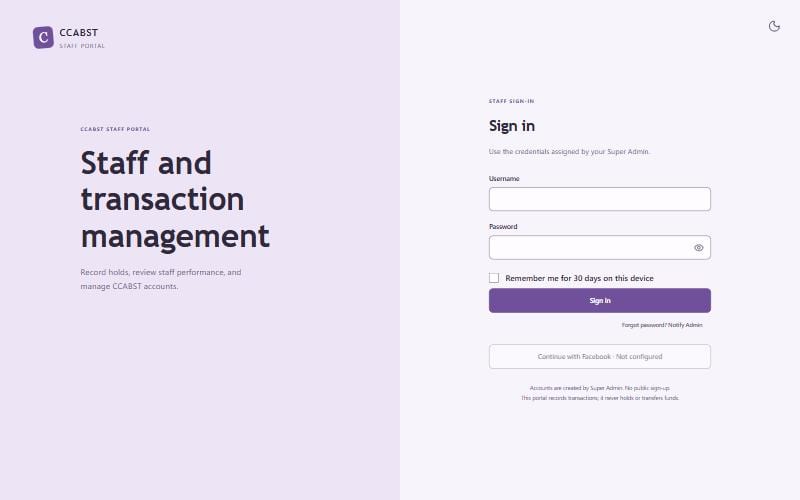 C
CCABST
STAFF PORTAL
CCABST STAFF PORTAL
Staff and
transaction
management
Record holds, review staff performance, and
manage CCABST accounts.
STAFF SIGN-IN
Sign in
Use the credentials assigned by your Super Admin.
Username
Password
Remember me for 30 days on this device
Sign in
Forgot password? Notify Admin
Continue with Facebook · Not configured
Accounts are created by Super Admin. No public sign-up.
This portal records transactions; it never holds or transfers funds.